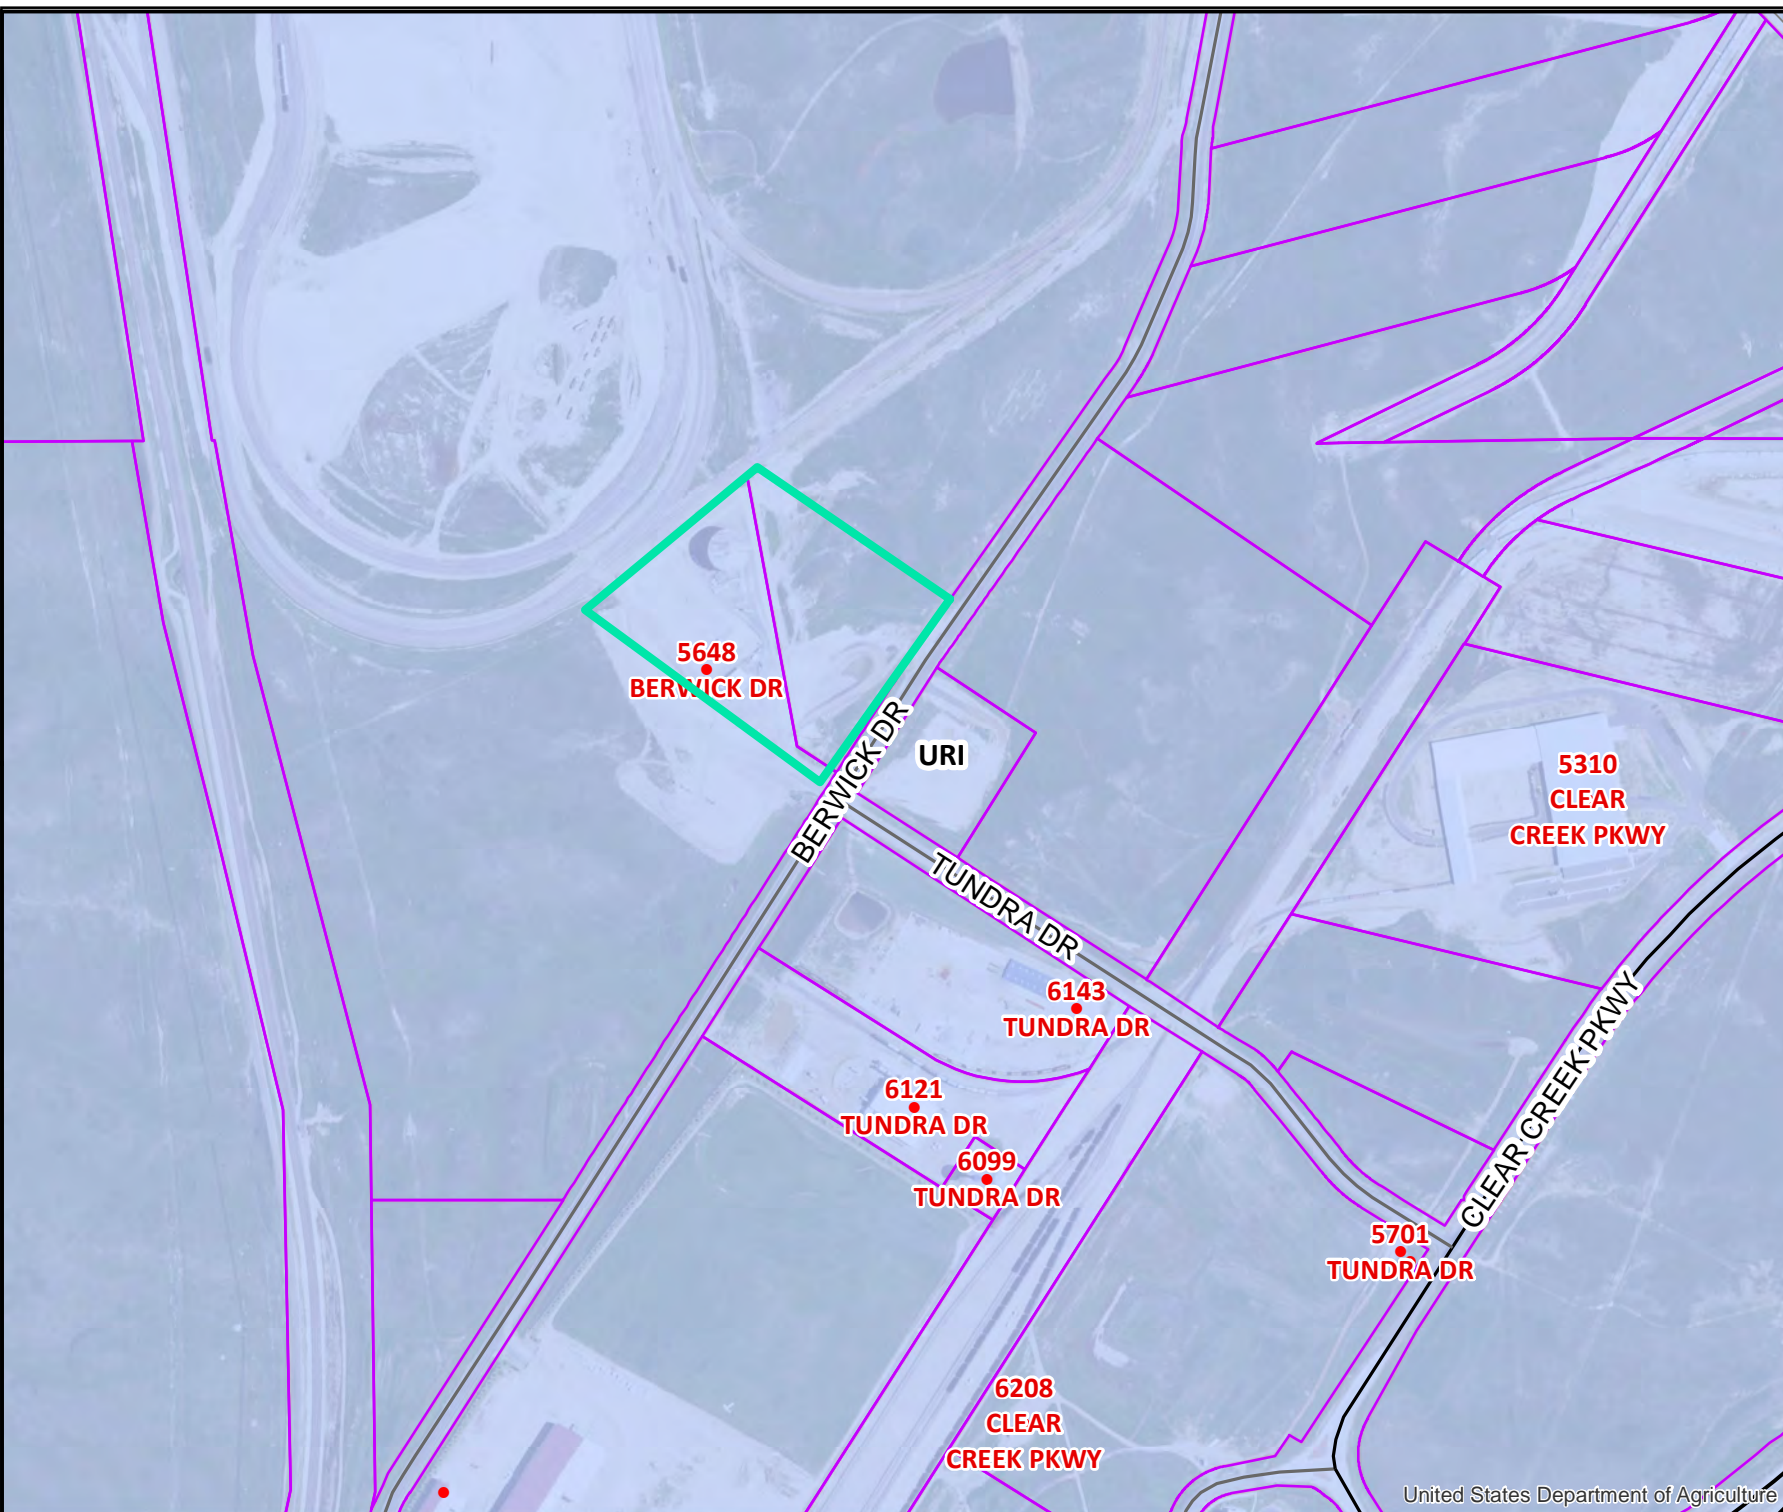 5648
BERWICK DR
BERWICK DR
URI
5310
CLEAR
CREEK PKWY
TUNDRA DR
6143
TUNDRA DR
CLEAR CREEK PKWY
6121
TUNDRA DR
6099
TUNDRA DR
5701
TUNDRA DR
6208
CLEAR
CREEK PKWY
United States Department of Agriculture